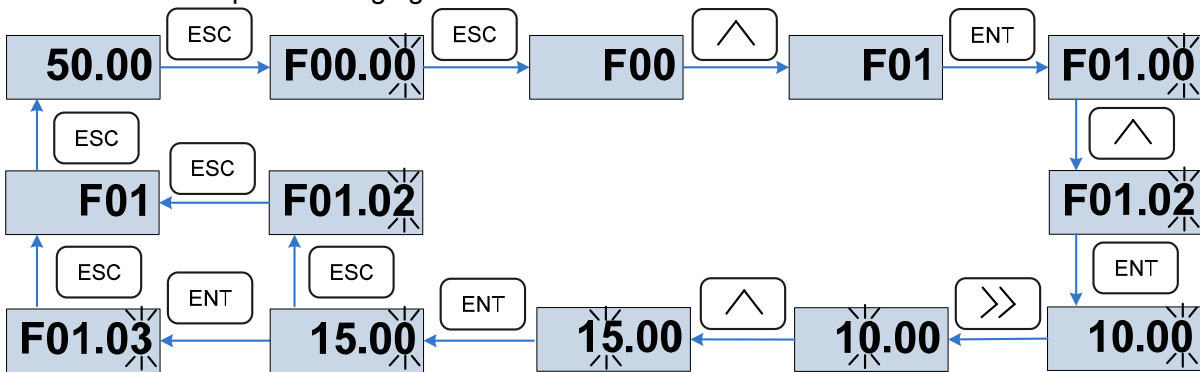 ESC ESC ENT
50.00 F00.00 F00 F01 F01.00
ESC ESC
F01 F01.02 F01.02
ESC ENT ESC ENT ENT
F01.03 15.00 15.00 10.00 10.00